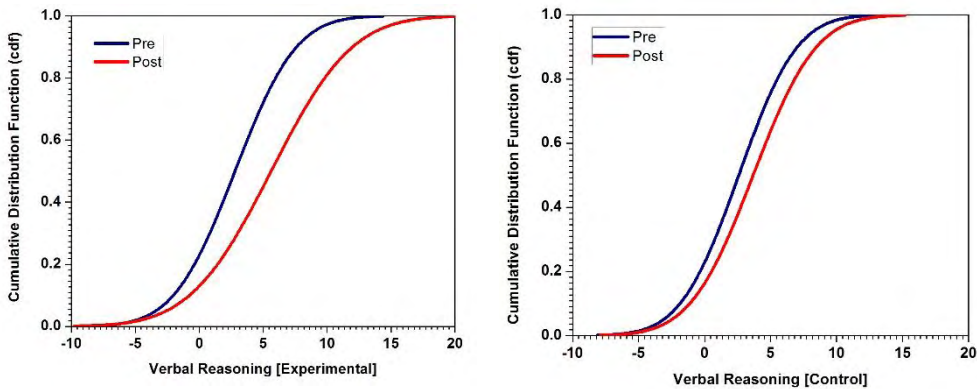 Cumulative Distribution Function (cdf)
1.0
0.8
0.6
0.4
0.2
0.0
Pre
Post
-10 -5 0 5 10 15 20
Verbal Reasoning [Experimental]
Cumulative Distribution Function (cdf)
1.0
0.8
0.6
0.4
0.2
0.0
Pre
Post
-10 -5 0 5 10 15 20
Verbal Reasoning [Control]